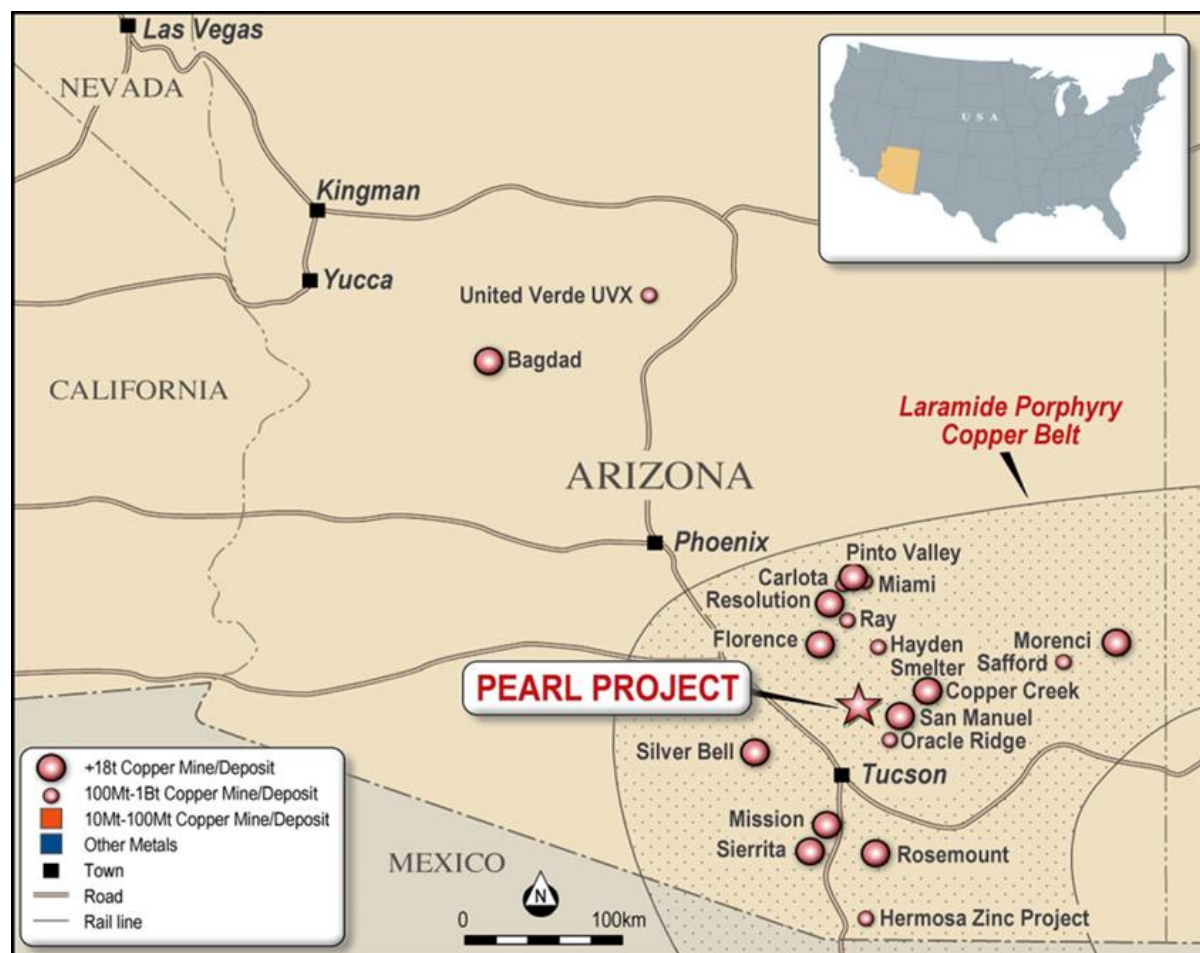 Las Vegas
NEVADA
USA
Kingman
Yucca
United Verde UVX
Bagdad
CALIFORNIA
Laramide Porphyry
Copper Belt
ARIZONA
Phoenix
Pinto Valley
Carlota
Miami
Resolution
Ray
Florence
Hayden
Smelter
Morenci
Safford
PEARL PROJECT
Copper Creek
San Manuel
Oracle Ridge
Silver Bell
Tucson
Mission
Sierrita
Rosemount
MEXICO
Hermosa Zinc Project
+18t Copper Mine/Deposit
100Mt-1Bt Copper Mine/Deposit
10Mt-100Mt Copper Mine/Deposit
Other Metals
Town
Road
Rail line
N
0 100km